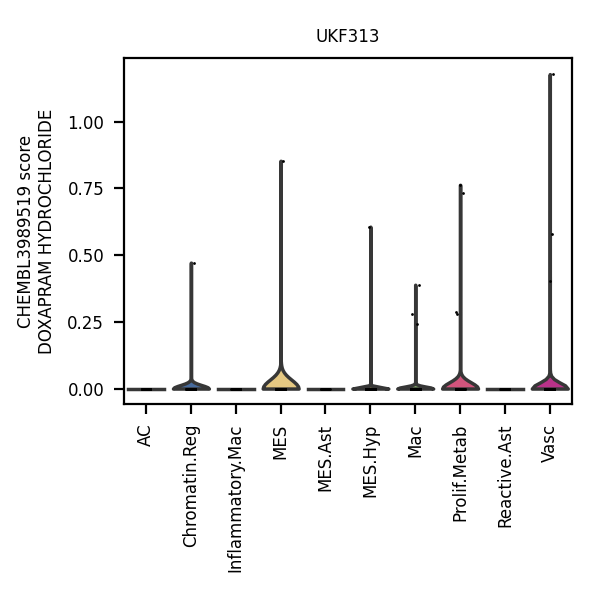 UKF313
CHEMBL3989519 score
DOXAPRAM HYDROCHLORIDE
1.00
0.75
0.50
0.25
0.00
AC
Chromatin.Reg
Inflammatory.Mac
MES
MES.Ast
MES.Hyp
Mac
Prolif.Metab
Reactive.Ast
Vasc